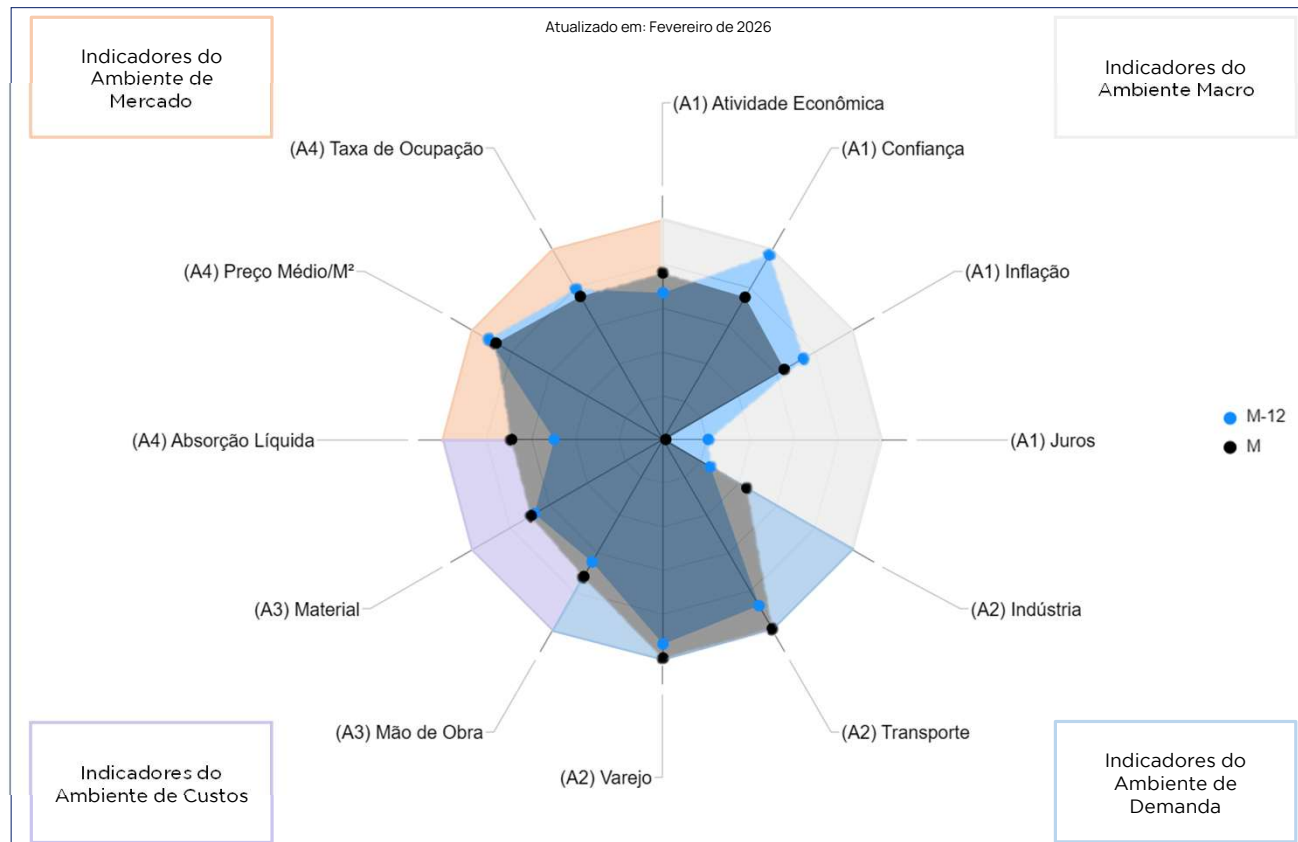 Atualizado em: Fevereiro de 2026
Indicadores do
Ambiente de
Mercado
Indicadores do
Ambiente Macro
(A1) Atividade Econômica
(A4) Taxa de Ocupação
(A1) Confiança
(A4) Preço Médio/M²
(A1) Inflação
M-12
M
(A4) Absorção Líquida
(A1) Juros
(A3) Material
(A2) Indústria
(A3) Mão de Obra
(A2) Transporte
(A2) Varejo
Indicadores do
Ambiente de Custos
Indicadores do
Ambiente de
Demanda